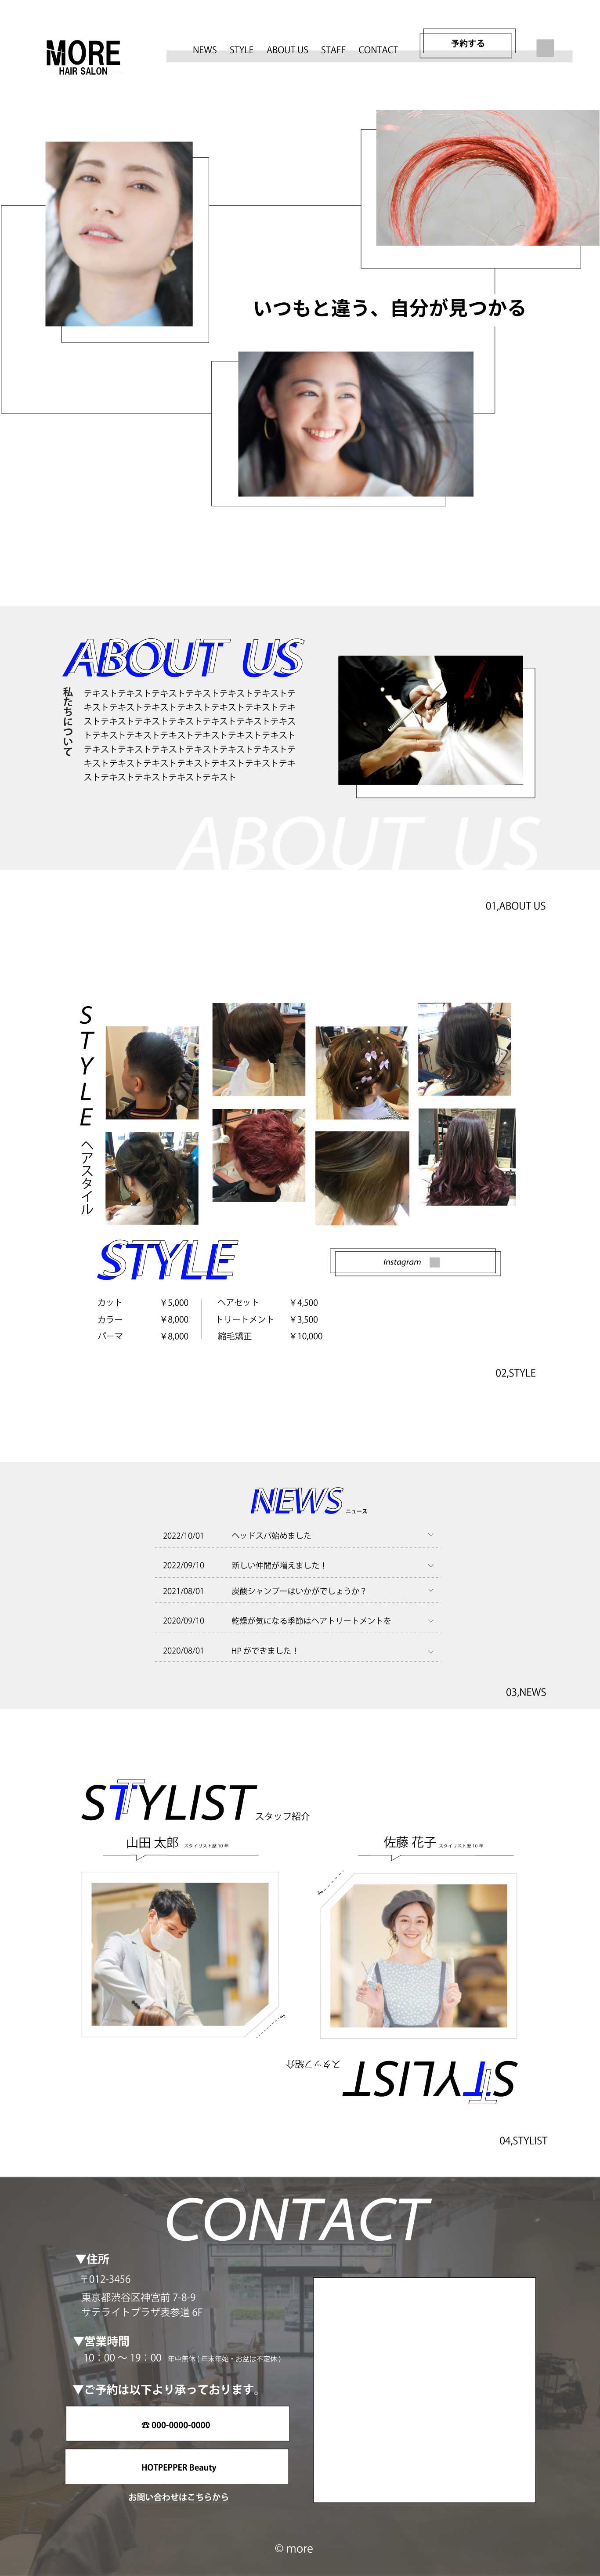 MORE
HAIR SALON
NEWS STYLE ABOUT US STAFF CONTACT
予約する
いつもと違う、自分が見つかる
ABOUT US
私たちについて
テキストテキストテキストテキストテキストテキストテ
キストテキストテキストテキストテキストテキストテキ
ストテキストテキストテキストテキストテキストテキス
トテキストテキストテキストテキストテキストテキスト
テキストテキストテキストテキストテキストテキストテ
キストテキストテキストテキストテキストテキストテキ
ストテキストテキストテキストテキスト
ABOUT US
01,ABOUT US
STYLE ヘアスタイル
STYLE
Instagram
カット ￥5,000 ヘアセット ￥4,500
カラー ￥8,000 トリートメント ￥3,500
パーマ ￥8,000 縮毛矯正 ￥10,000
02,STYLE
NEWS ニュース
2022/10/01 ヘッドスパ始めました
2022/09/10 新しい仲間が増えました！
2021/08/01 炭酸シャンプーはいかがでしょうか？
2020/09/10 乾燥が気になる季節はヘアトリートメントを
2020/08/01 HP ができました！
03,NEWS
STYLIST スタッフ紹介
山田 太郎 スタイリスト歴 10 年
佐藤 花子 スタイリスト歴 10 年
STYLIST スタッフ紹介
04,STYLIST
CONTACT
▼住所
〒012-3456
東京都渋谷区神宮前 7-8-9
サテライトプラザ表参道 6F
▼営業時間
10：00 〜 19：00 年中無休 ( 年末年始・お盆は不定休 )
▼ご予約は以下より承っております。
☎ 000-0000-0000
HOTPEPPER Beauty
お問い合わせはこちらから
© more